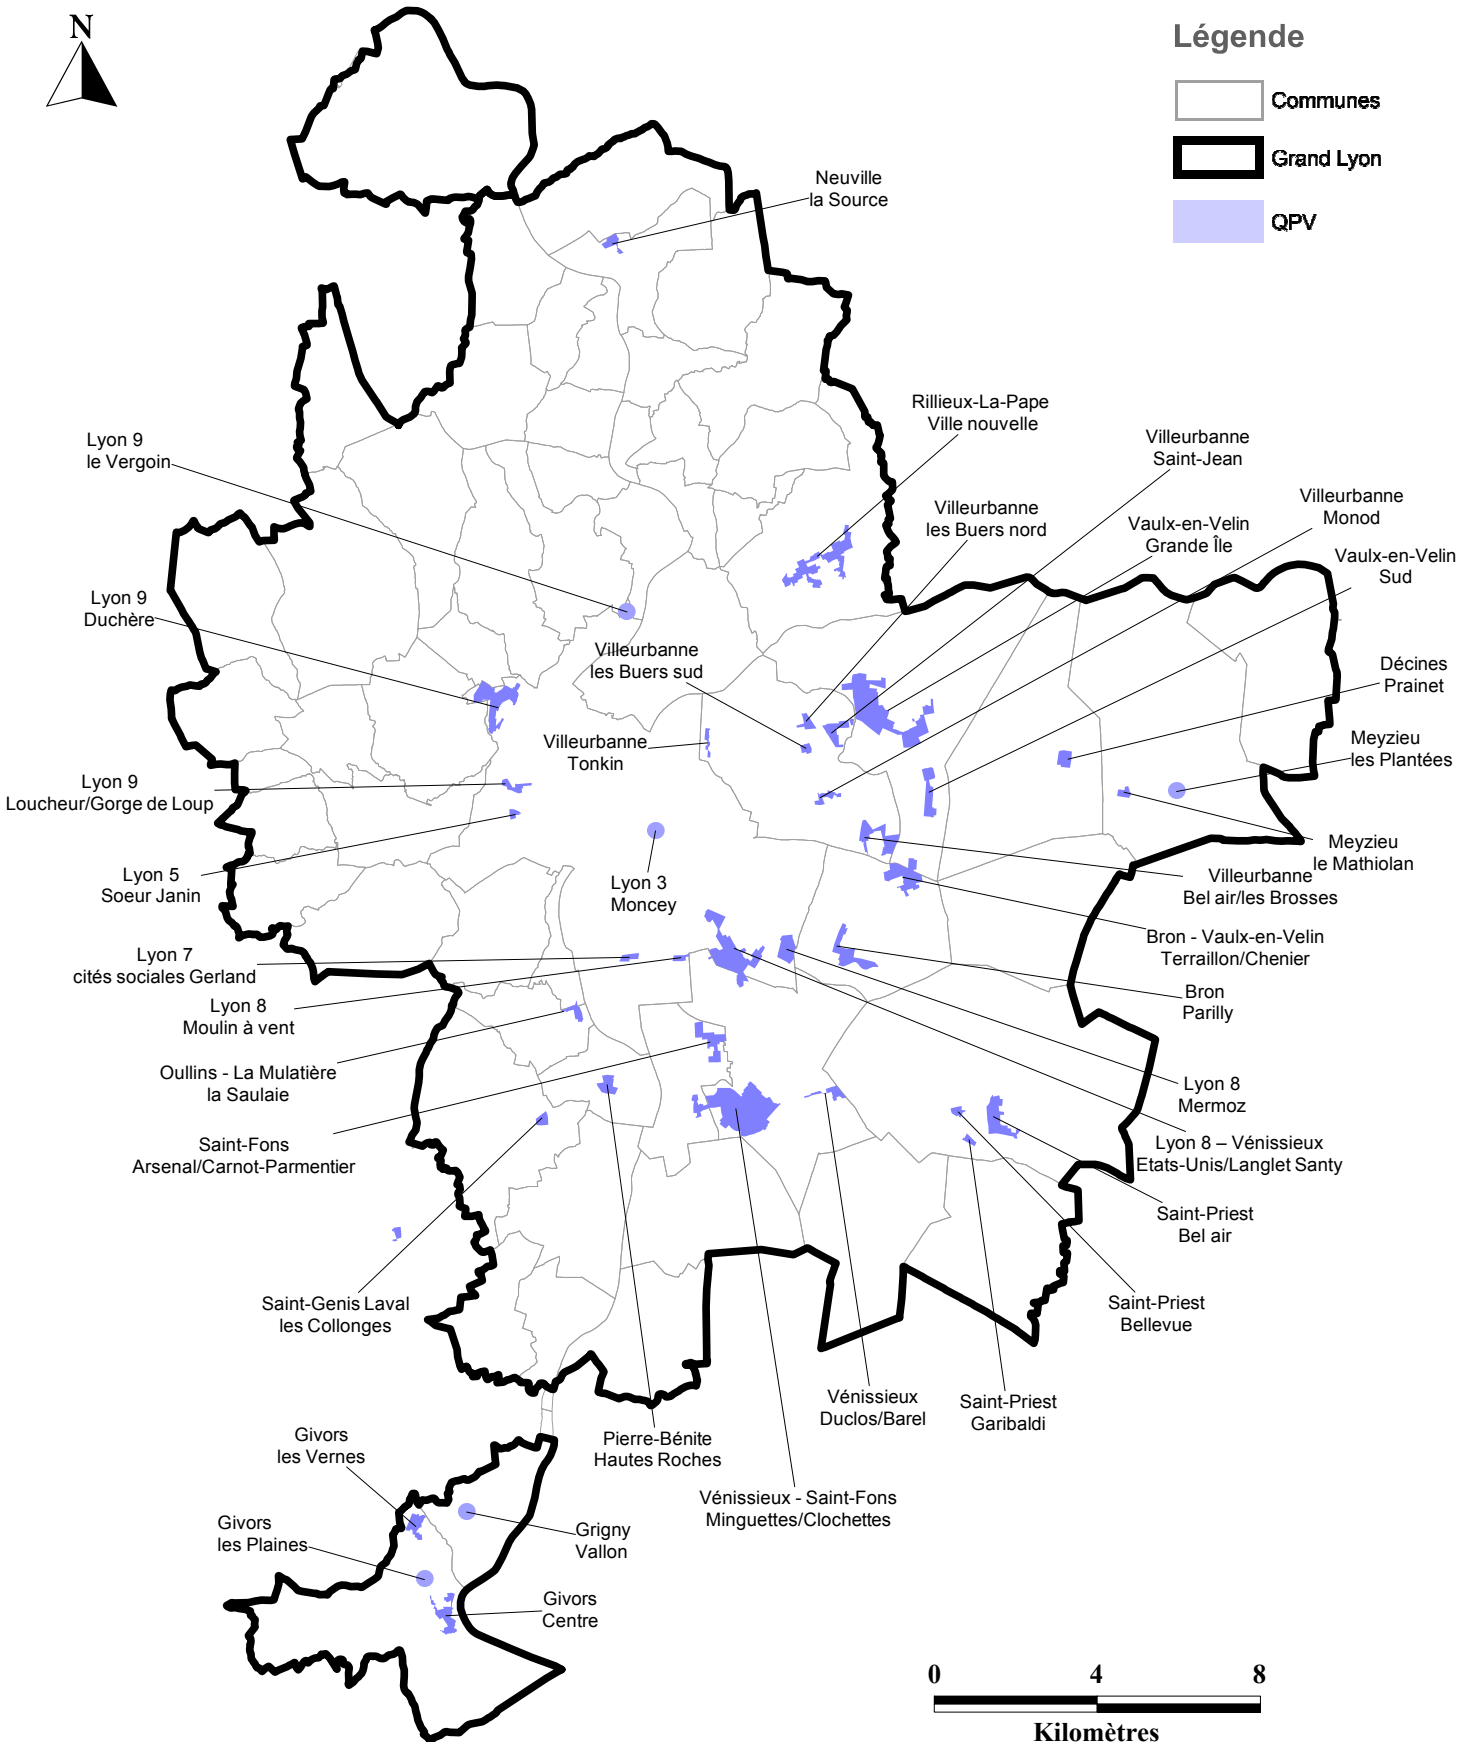 N
Légende
Communes
Grand Lyon
QPV
Neuville
la Source
Rillieux-La-Pape
Ville nouvelle
Lyon 9
le Vergoin
Villeurbanne
Saint-Jean
Villeurbanne
les Buers nord
Villeurbanne
Monod
Vaulx-en-Velin
Grande Île
Vaulx-en-Velin
Sud
Lyon 9
Duchère
Villeurbanne
les Buers sud
Décines
Prainet
Villeurbanne
Tonkin
Meyzieu
les Plantées
Lyon 9
Loucheur/Gorge de Loup
Meyzieu
le Mathiolan
Lyon 5
Soeur Janin
Lyon 3
Moncey
Villeurbanne
Bel air/les Brosses
Bron - Vaulx-en-Velin
Terraillon/Chenier
Lyon 7
cités sociales Gerland
Bron
Parilly
Lyon 8
Moulin à vent
Oullins - La Mulatière
la Saulaie
Lyon 8
Mermoz
Saint-Fons
Arsenal/Carnot-Parmentier
Lyon 8 – Vénissieux
Etats-Unis/Langlet Santy
Saint-Priest
Bel air
Saint-Genis Laval
les Collonges
Saint-Priest
Bellevue
Vénissieux
Duclos/Barel
Saint-Priest
Garibaldi
Givors
les Vernes
Pierre-Bénite
Hautes Roches
Vénissieux - Saint-Fons
Minguettes/Clochettes
Givors
les Plaines
Grigny
Vallon
Givors
Centre
0 4 8
Kilomètres